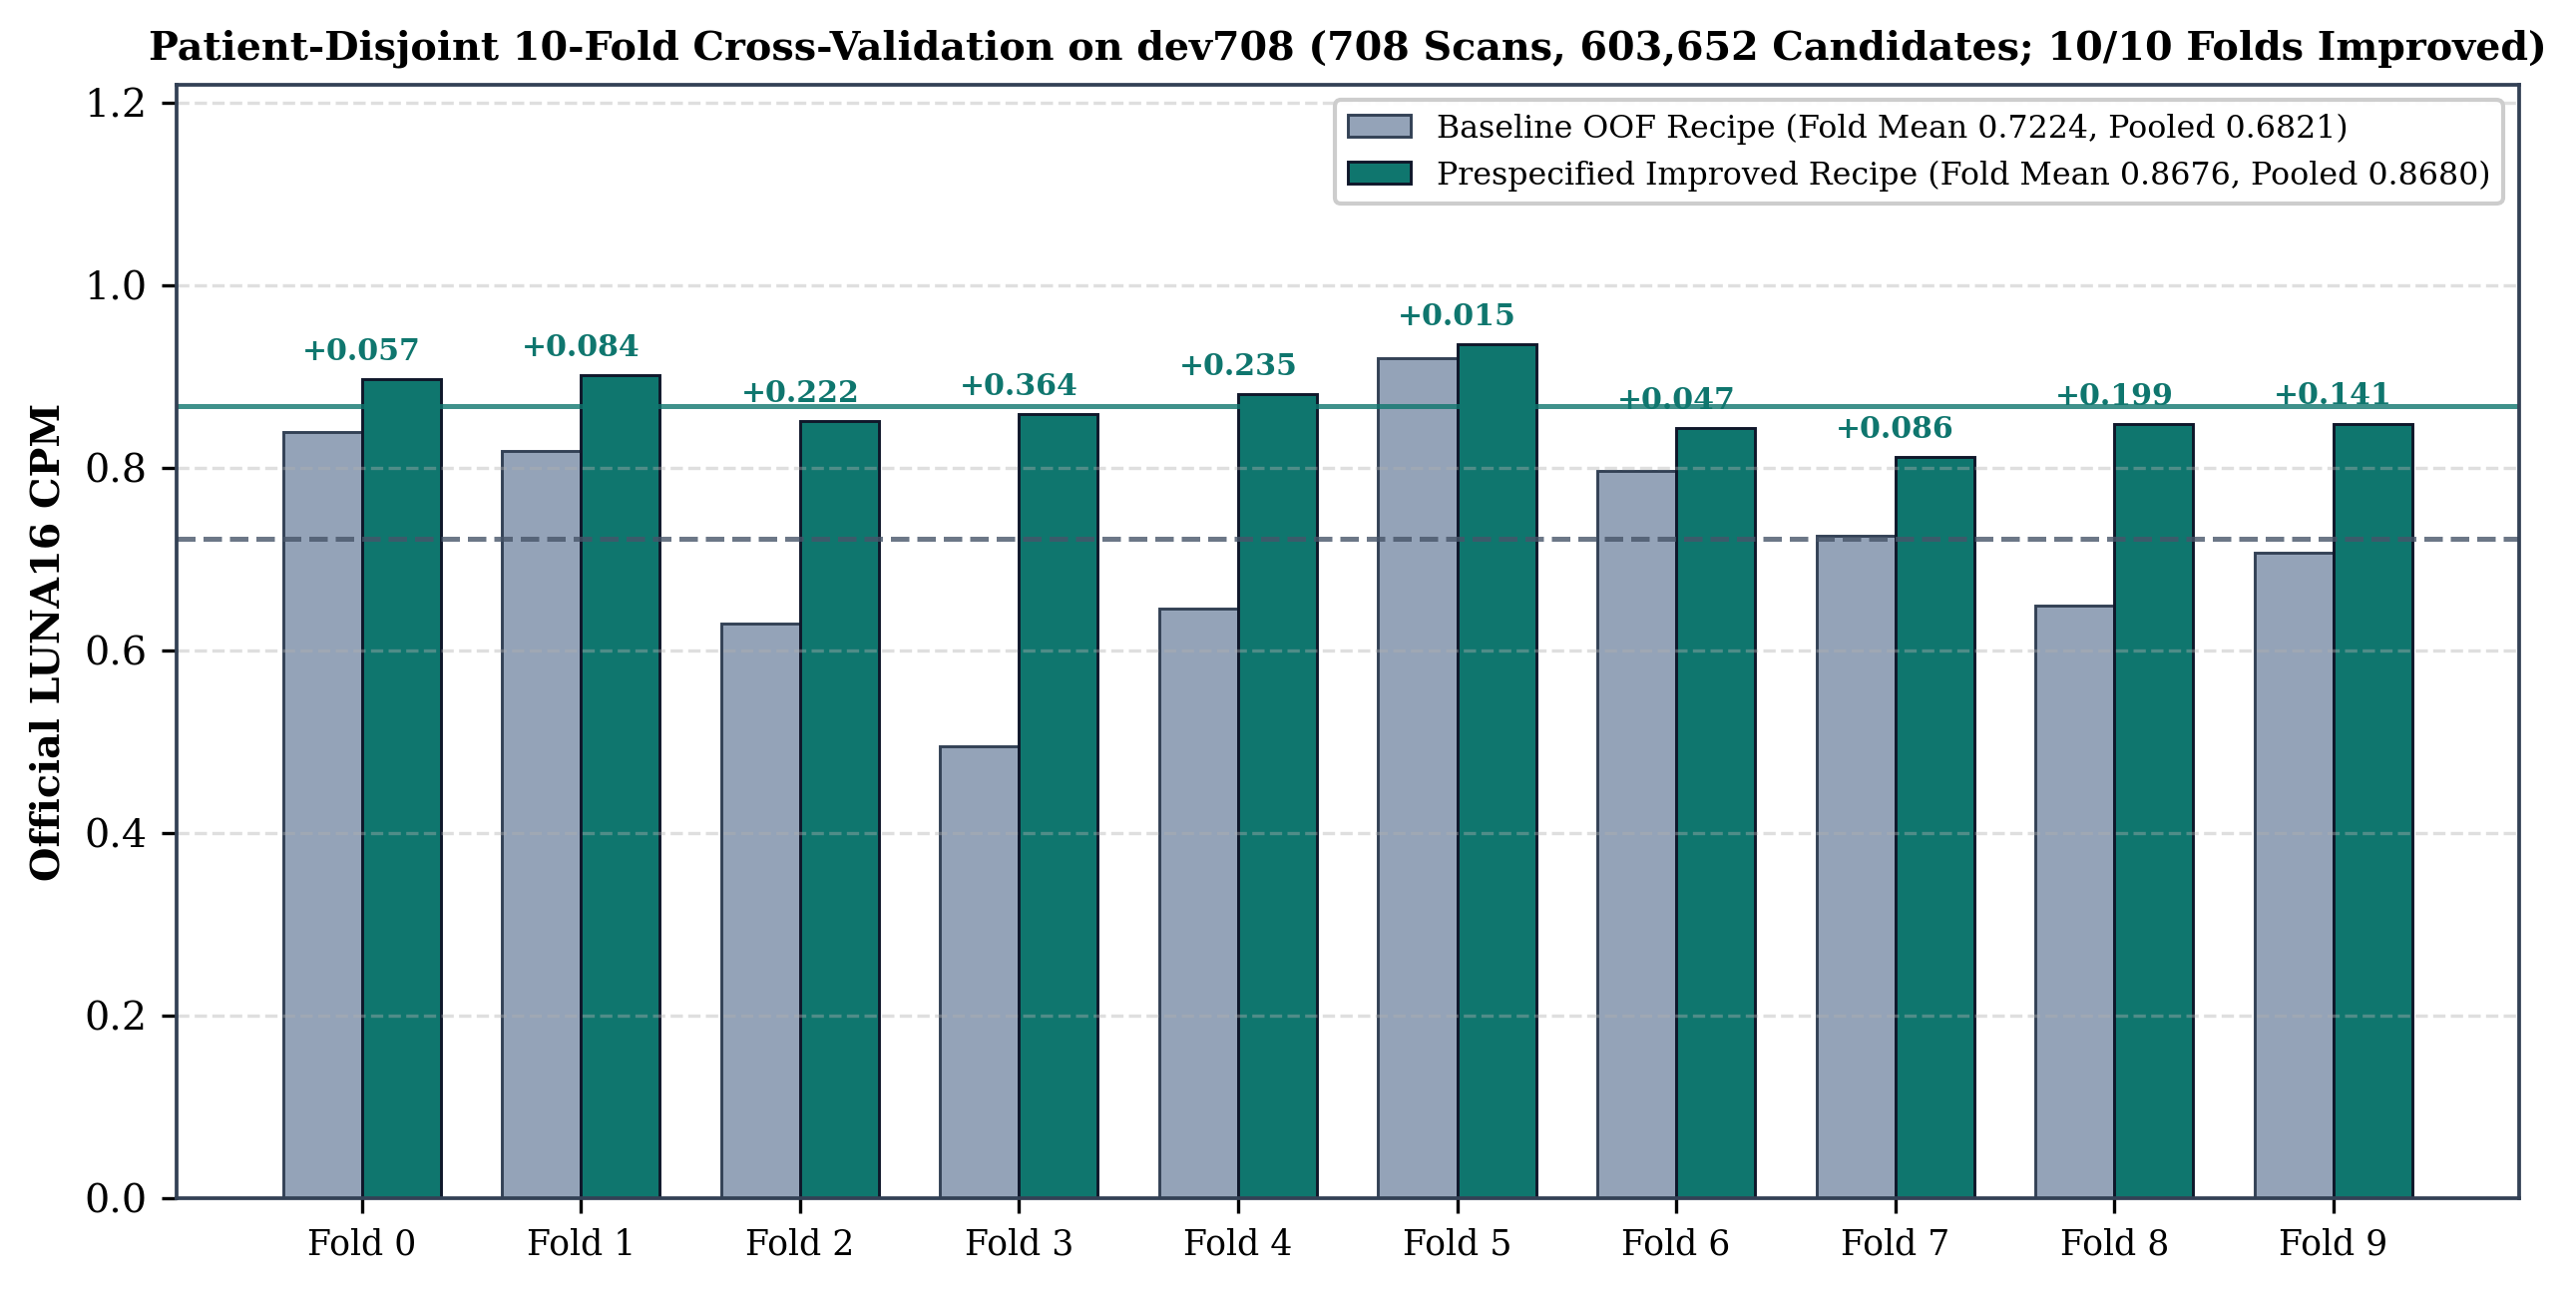 Patient-Disjoint 10-Fold Cross-Validation on dev708 (708 Scans, 603,652 Candidates; 10/10 Folds Improved)
Baseline OOF Recipe (Fold Mean 0.7224, Pooled 0.6821)
Prespecified Improved Recipe (Fold Mean 0.8676, Pooled 0.8680)
Official LUNA16 CPM
1.2
1.0
0.8
0.6
0.4
0.2
0.0
+0.057
+0.084
+0.222
+0.364
+0.235
+0.015
+0.047
+0.086
+0.199
+0.141
Fold 0
Fold 1
Fold 2
Fold 3
Fold 4
Fold 5
Fold 6
Fold 7
Fold 8
Fold 9